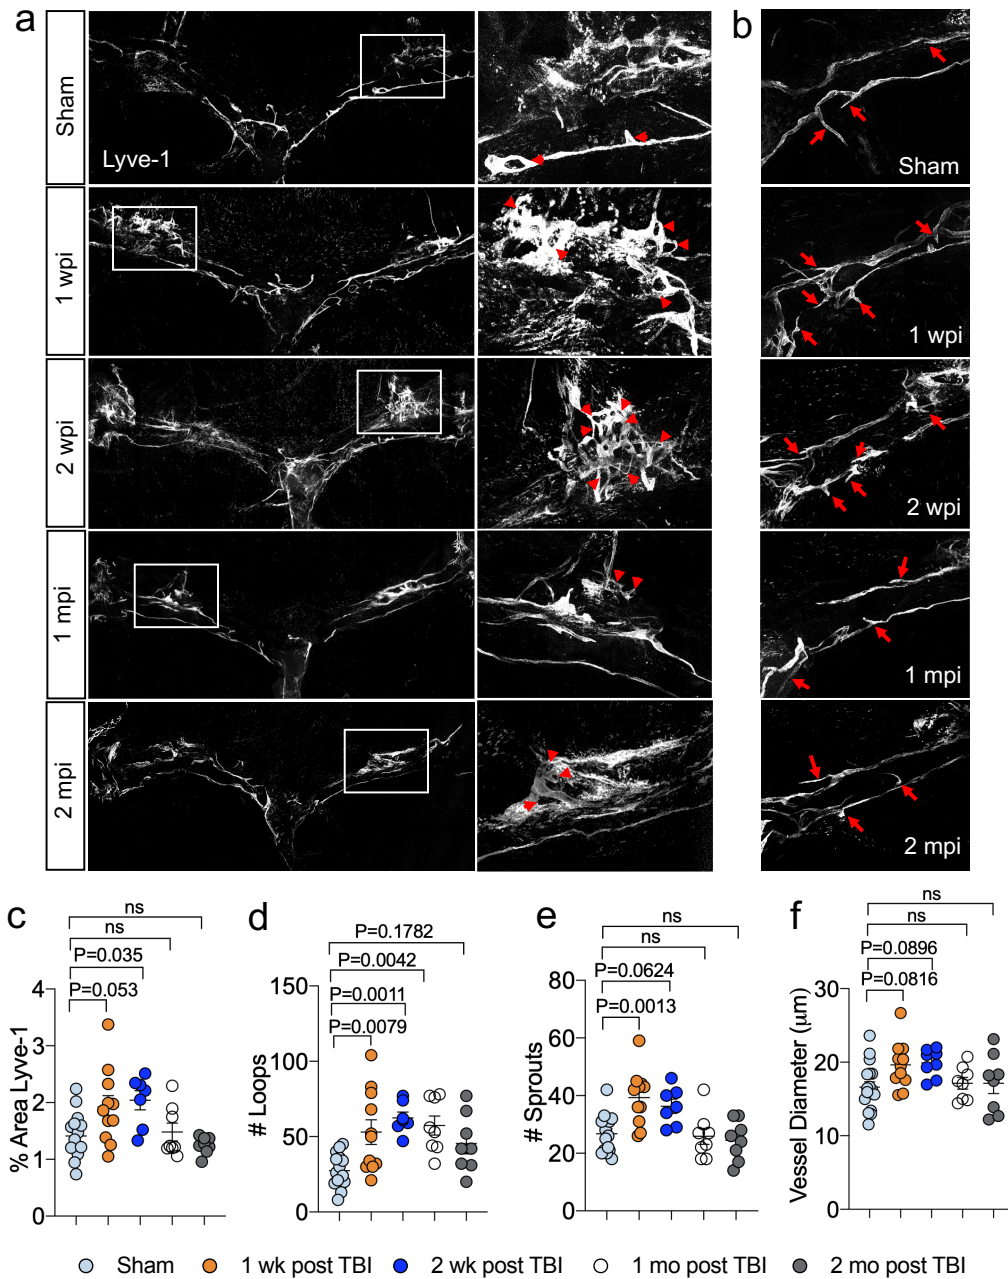 a
b
Sham
Lyve-1
Sham
1 wpi
1 wpi
2 wpi
2 wpi
1 mpi
1 mpi
2 mpi
2 mpi
c
ns
ns
P=0.035
P=0.053
% Area Lyve-1
4
3
2
1
0
d
P=0.1782
P=0.0042
P=0.0011
P=0.0079
# Loops
150
100
50
0
e
ns
ns
P=0.0624
P=0.0013
# Sprouts
80
60
40
20
0
f
ns
ns
P=0.0896
P=0.0816
Vessel Diameter (μm)
30
20
10
0
Sham 1 wk post TBI 2 wk post TBI 1 mo post TBI 2 mo post TBI